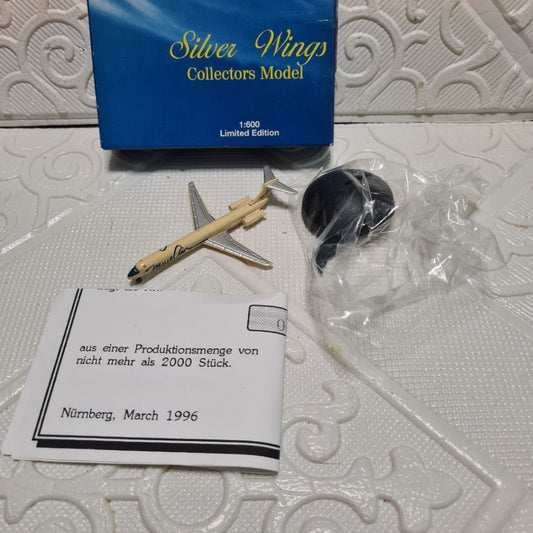 Silver Wings
Collectors Model
1:600
Limited Edition
aus einer Produktionsmenge von
nicht mehr als 2000 Stück.
Nürnberg, March 1996